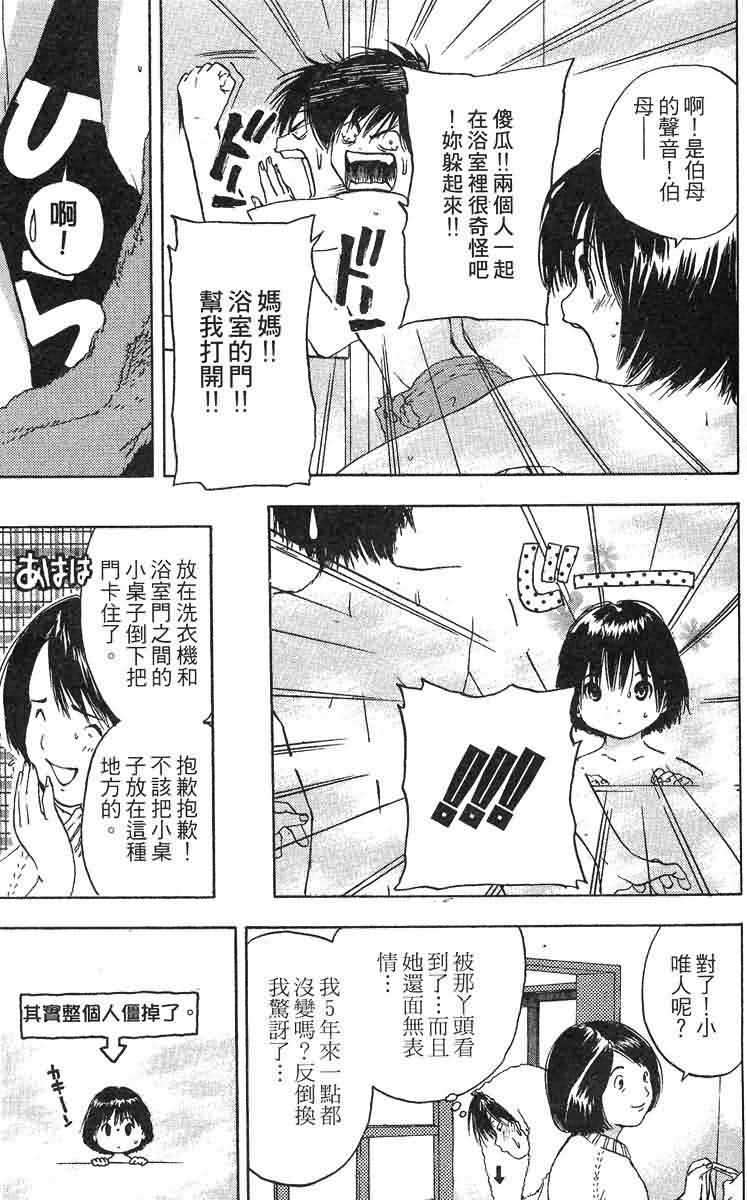 啊！是伯母
的聲音！伯
母──
傻瓜!!兩個人一起
在浴室裡很奇怪吧
！妳躲起來!!
ドン
ドン
媽媽!!
浴室的門!!
幫我打開!!
啊！
じー
!!!!
放在洗衣機和
浴室門之間的
小桌子倒下把
門卡住了。
抱歉抱歉！
不該把小桌
子放在這種
地方的。
あはは
對了！小
唯人呢？
被那丫頭看
到了…而且
她還面無表
情…
我5年來一點都
沒變嗎？反倒換
我驚訝了…
其實整個人僵掉了。
カキーン